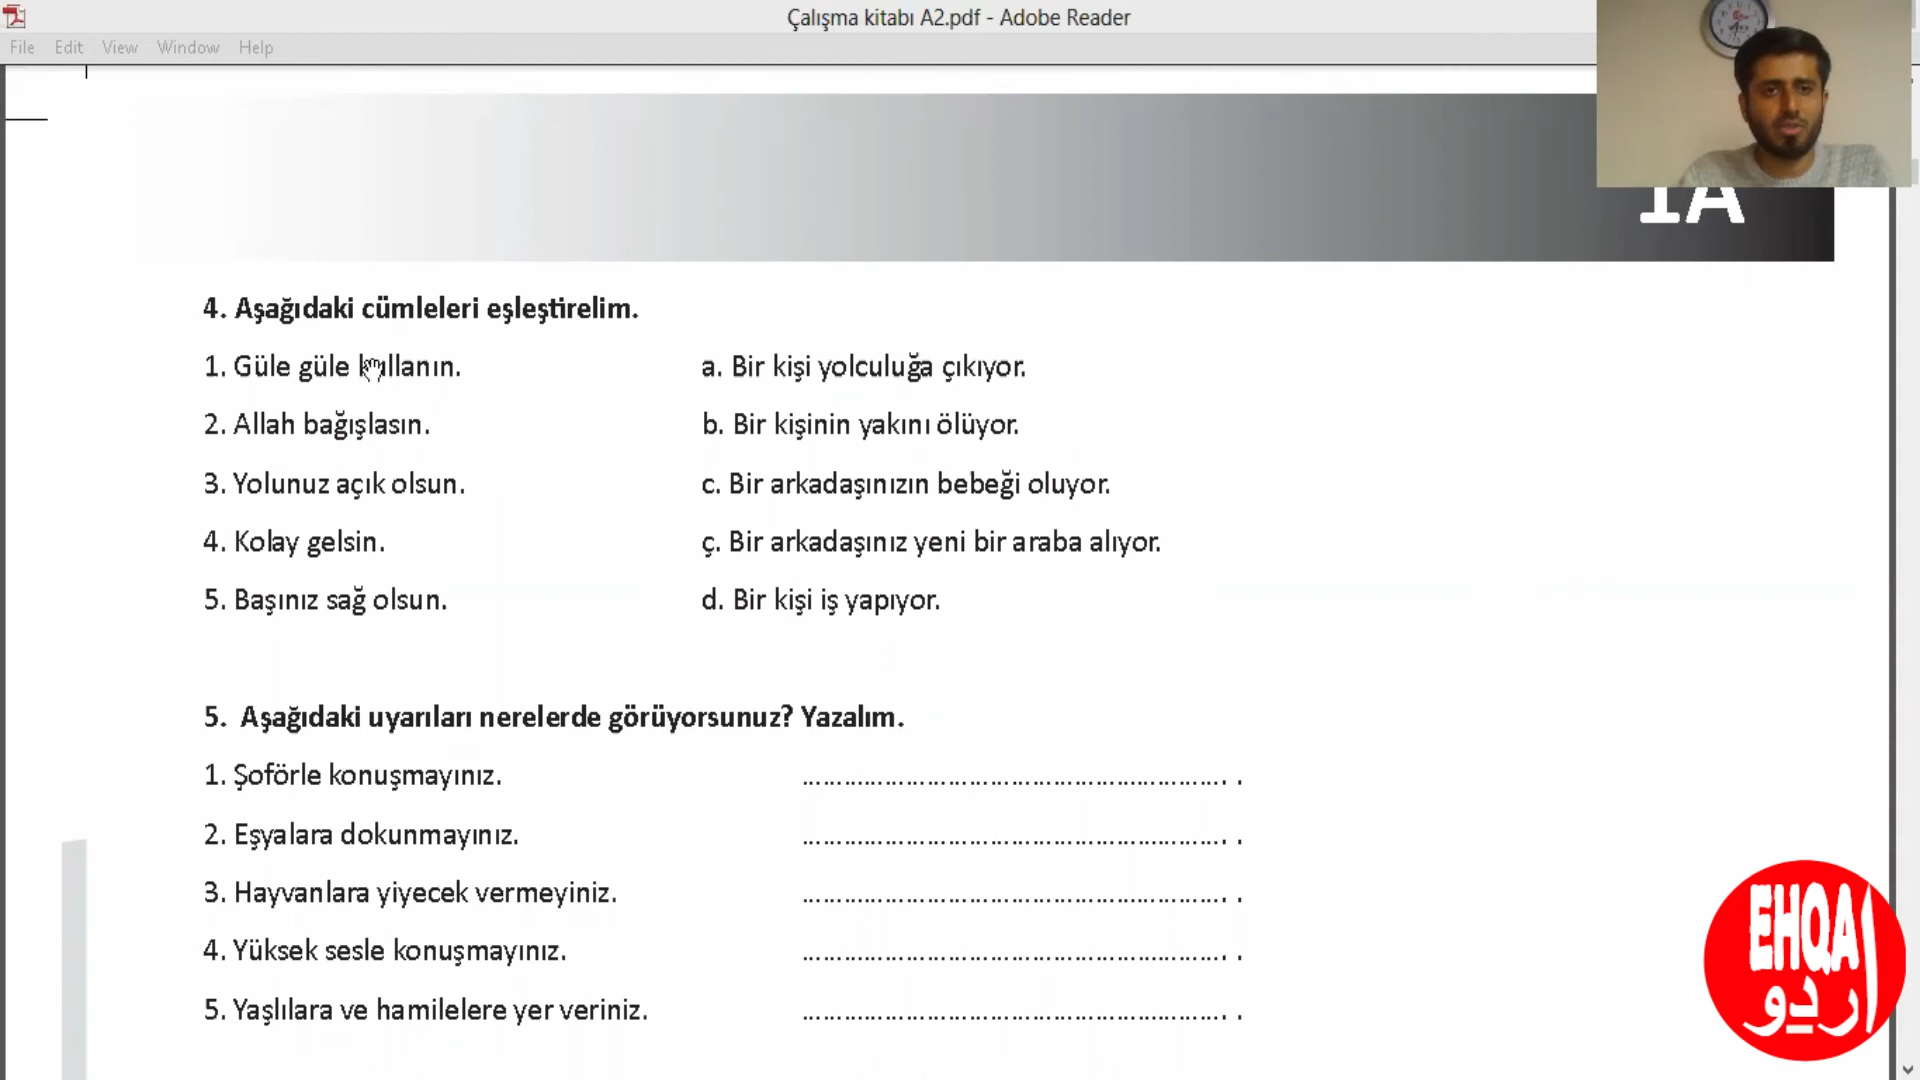 Çalışma kitabı A2.pdf - Adobe Reader
File Edit View Window Help
1A
4. Aşağıdaki cümleleri eşleştirelim.
1. Güle güle kullanın. a. Bir kişi yolculuğa çıkıyor.
2. Allah bağışlasın. b. Bir kişinin yakını ölüyor.
3. Yolunuz açık olsun. c. Bir arkadaşınızın bebeği oluyor.
4. Kolay gelsin. ç. Bir arkadaşınız yeni bir araba alıyor.
5. Başınız sağ olsun. d. Bir kişi iş yapıyor.
5. Aşağıdaki uyarıları nerelerde görüyorsunuz? Yazalım.
1. Şoförle konuşmayınız. ............................................................ .
2. Eşyalara dokunmayınız. ............................................................ .
3. Hayvanlara yiyecek vermeyiniz. ............................................................ .
4. Yüksek sesle konuşmayınız. ............................................................ .
5. Yaşlılara ve hamilelere yer veriniz. ............................................................ .
EHQA
اردو